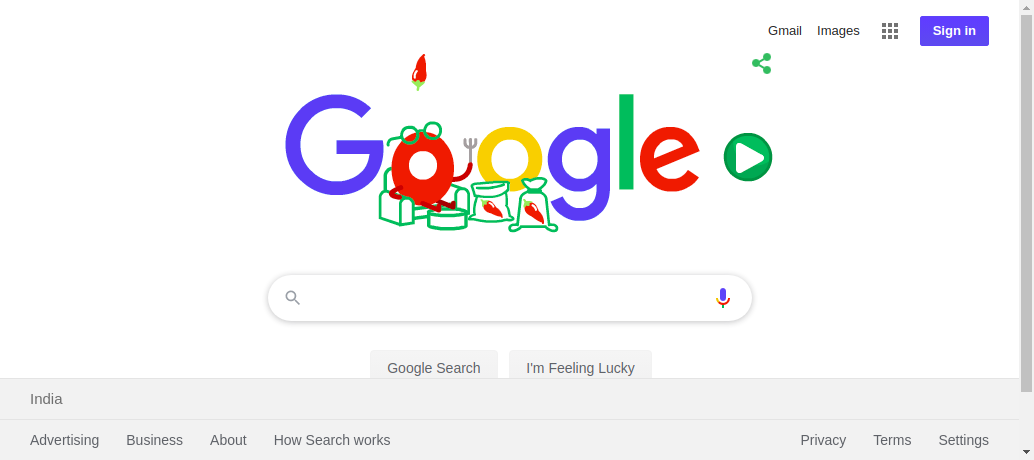 Gmail Images Sign in
Google
Google Search I'm Feeling Lucky
India
Advertising Business About How Search works Privacy Terms Settings